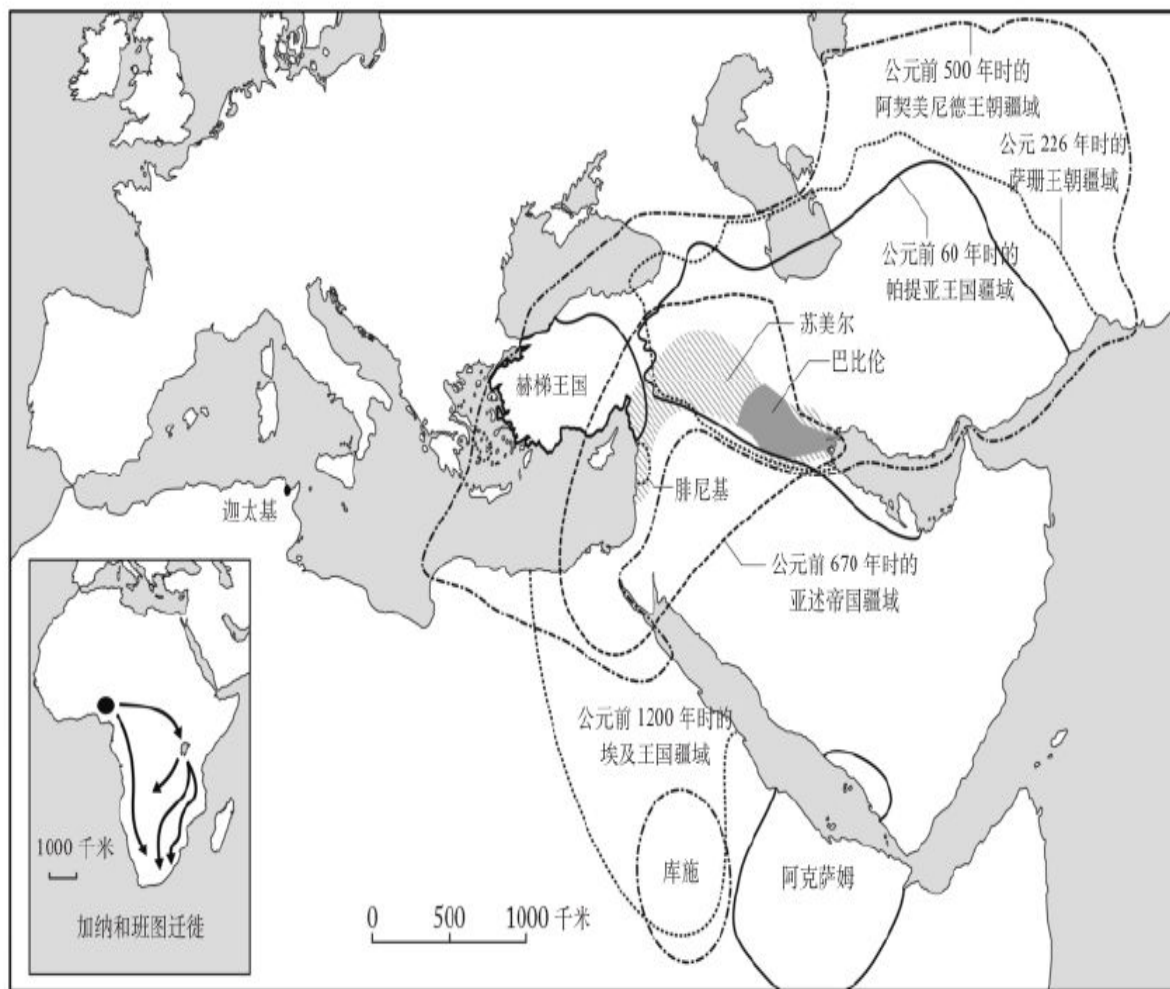 公元前 500 年时的
阿契美尼德王朝疆域
公元 226 年时的
萨珊王朝疆域
公元前 60 年时的
帕提亚王国疆域
苏美尔
巴比伦
赫梯王国
腓尼基
迦太基
公元前 670 年时的
亚述帝国疆域
公元前 1200 年时的
埃及王国疆域
库施
阿克萨姆
1000 千米
加纳和班图迁徙
0 500 1000 千米